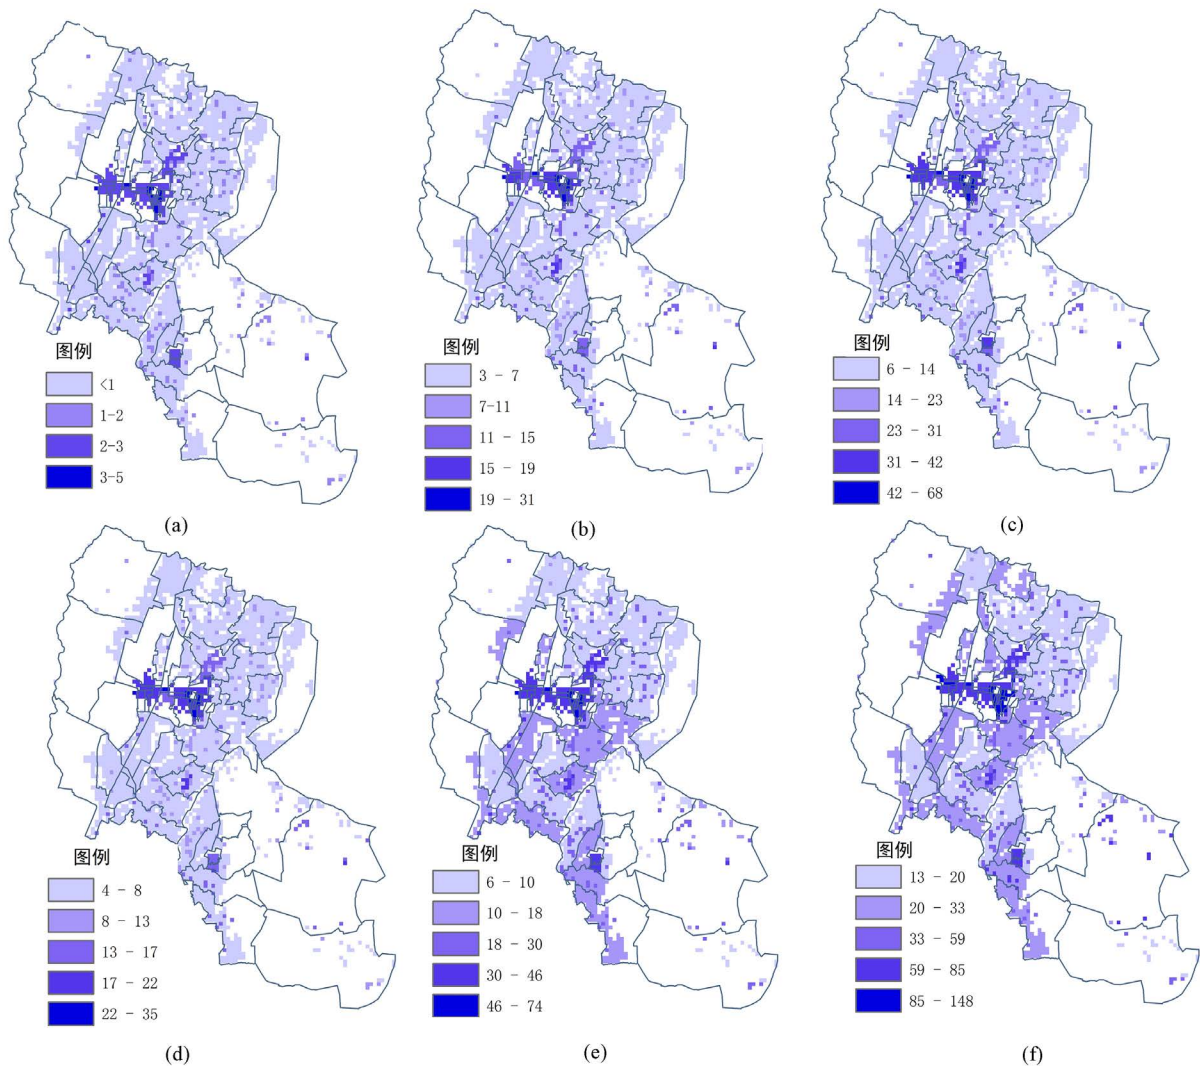 图例
<1
1-2
2-3
3-5
(a)
图例
3 - 7
7-11
11 - 15
15 - 19
19 - 31
(b)
图例
6 - 14
14 - 23
23 - 31
31 - 42
42 - 68
(c)
图例
4 - 8
8 - 13
13 - 17
17 - 22
22 - 35
(d)
图例
6 - 10
10 - 18
18 - 30
30 - 46
46 - 74
(e)
图例
13 - 20
20 - 33
33 - 59
59 - 85
85 - 148
(f)